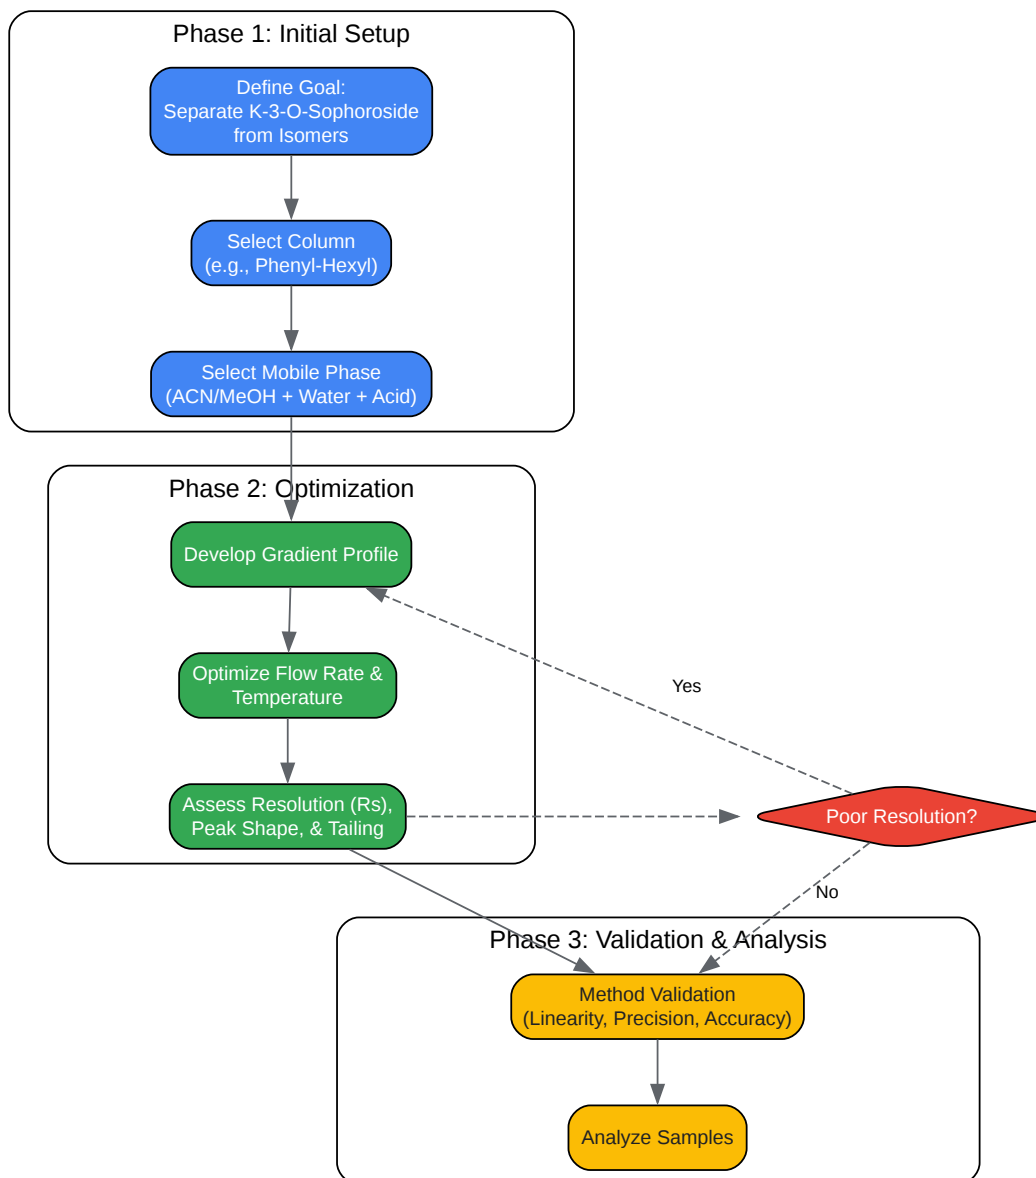 Phase 1: Initial Setup
Define Goal:
Separate K-3-O-Sophoroside
from Isomers
Select Column
(e.g., Phenyl-Hexyl)
Select Mobile Phase
(ACN/MeOH + Water + Acid)
Phase 2: Optimization
Develop Gradient Profile
Optimize Flow Rate &
Temperature
Yes
Assess Resolution (Rs),
Peak Shape, & Tailing
Poor Resolution?
No
Phase 3: Validation & Analysis
Method Validation
(Linearity, Precision, Accuracy)
Analyze Samples